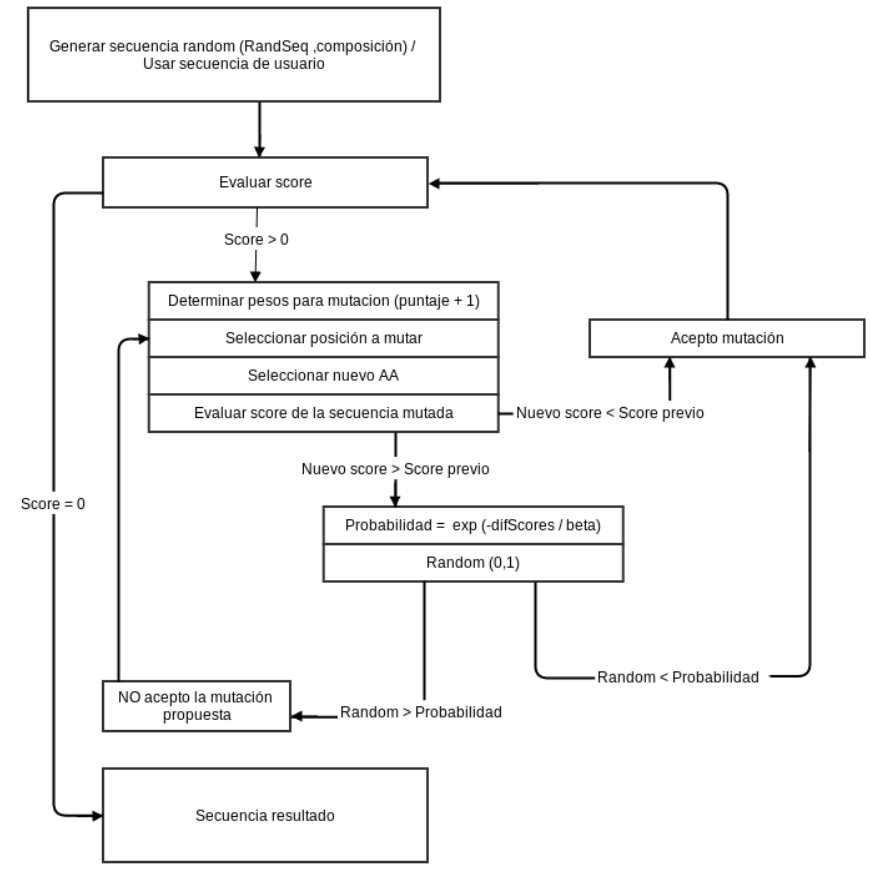 Generar secuencia random (RandSeq ,composición) /
Usar secuencia de usuario
Evaluar score
Score > 0
Determinar pesos para mutacion (puntaje + 1)
Seleccionar posición a mutar
Acepto mutación
Seleccionar nuevo AA
Evaluar score de la secuencia mutada
Nuevo score < Score previo
Nuevo score > Score previo
Score = 0
Probabilidad = exp (-difScores / beta)
Random (0,1)
Random < Probabilidad
NO acepto la mutación
propuesta
Random > Probabilidad
Secuencia resultado